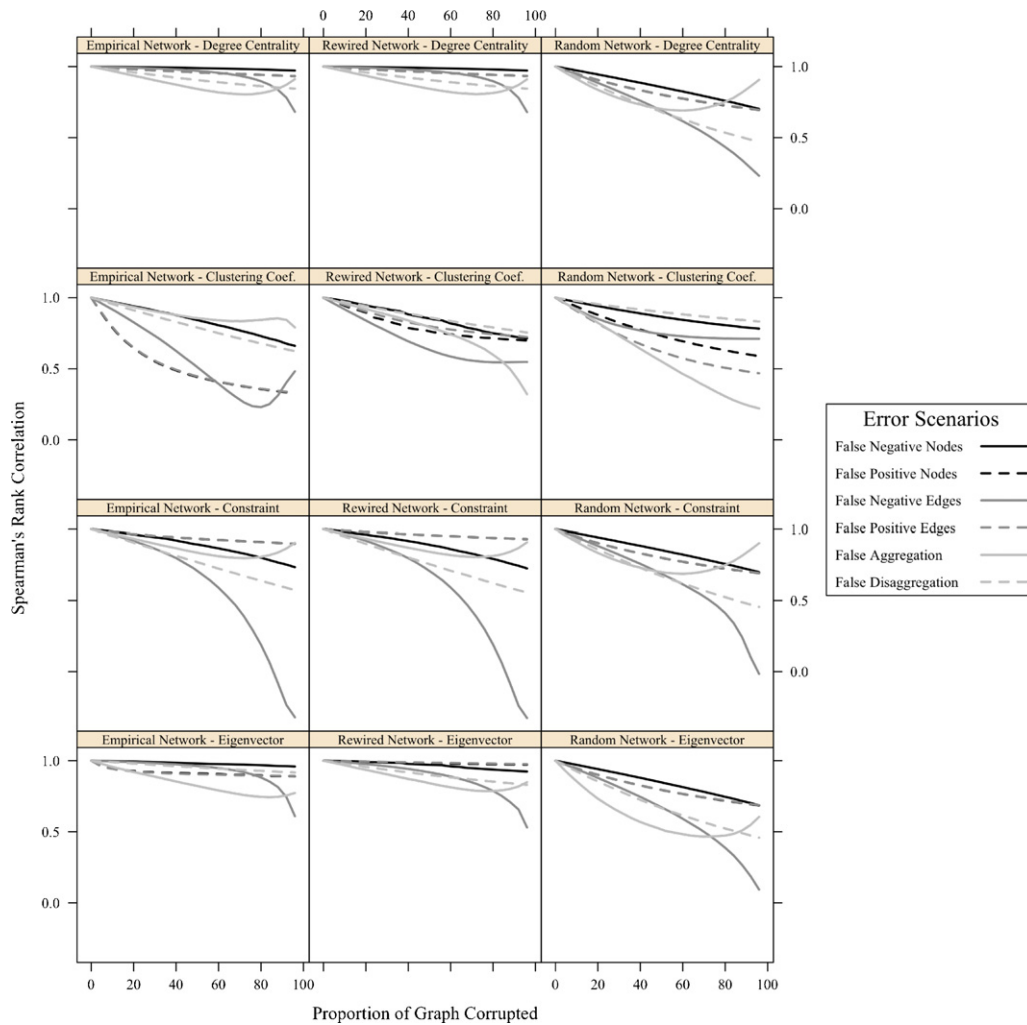 0 20 40 60 80 100
Empirical Network - Degree Centrality
Rewired Network - Degree Centrality
Random Network - Degree Centrality
1.0
0.5
0.0
Empirical Network - Clustering Coef.
Rewired Network - Clustering Coef.
Random Network - Clustering Coef.
1.0
0.5
0.0
Empirical Network - Constraint
Rewired Network - Constraint
Random Network - Constraint
1.0
0.5
0.0
Empirical Network - Eigenvector
Rewired Network - Eigenvector
Random Network - Eigenvector
1.0
0.5
0.0
0 20 40 60 80 100
0 20 40 60 80 100
Spearman's Rank Correlation
Proportion of Graph Corrupted
Error Scenarios
False Negative Nodes
False Positive Nodes
False Negative Edges
False Positive Edges
False Aggregation
False Disaggregation